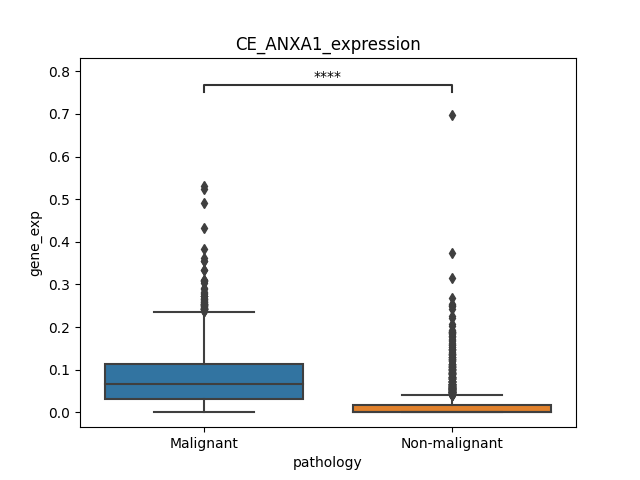 CE_ANXA1_expression
****
0.8
0.7
0.6
0.5
0.4
0.3
0.2
0.1
0.0
gene_exp
Malignant
Non-malignant
pathology